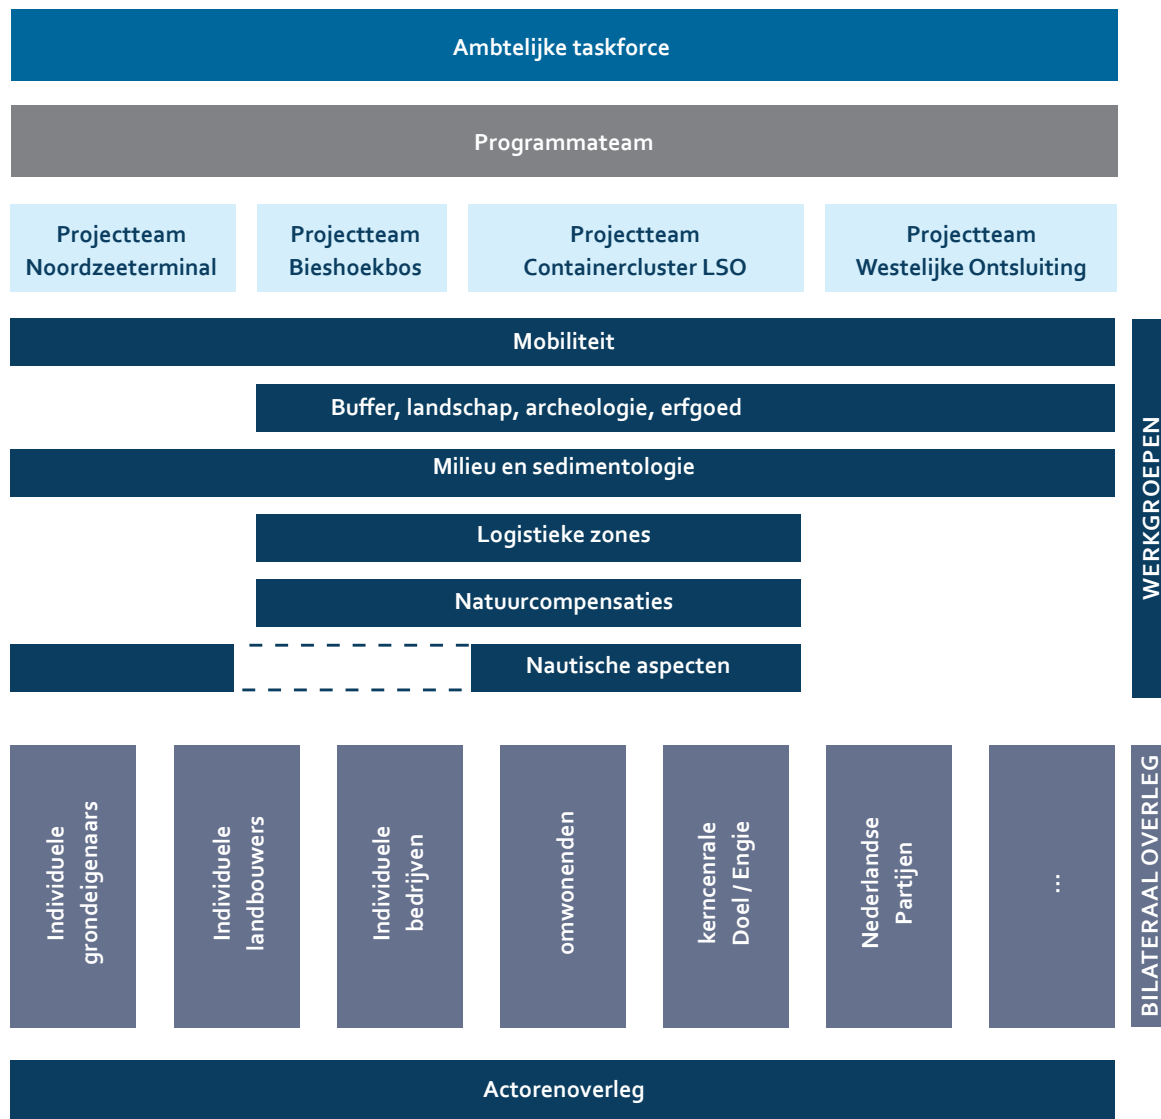 Ambtelijke taskforce
Programmateam
Projectteam
Noordzeeterminal
Projectteam
Bieshoekbos
Projectteam
Containercluster LSO
Projectteam
Westelijke Ontsluiting
Mobiliteit
Buffer, landschap, archeologie, erfgoed
Milieu en sedimentologie
Logistieke zones
Natuurcompensaties
Nautische aspecten
WERKGROEPEN
Individuele
grondeigenaars
Individuele
landbouwers
Individuele
bedrijven
omwonenden
kerncenrale
Doel / Engie
Nederlandse
Partijen
...
BILATERAAL OVERLEG
Actorenoverleg